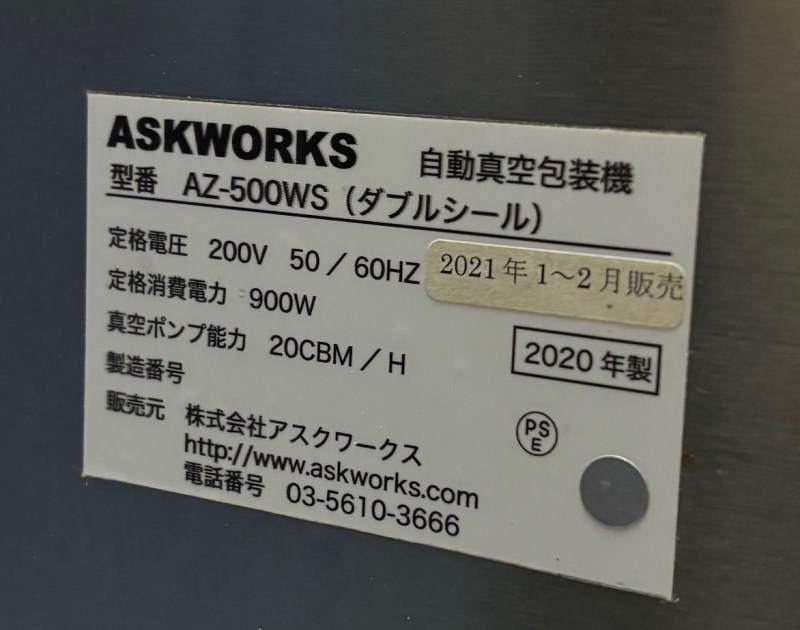 ASKWORKS 自動真空包装機
型番 AZ-500WS（ダブルシール）
定格電圧 200V 50／60HZ
2021年1～2月販売
定格消費電力 900W
真空ポンプ能力 20CBM／H
2020年製
製造番号
販売元 株式会社アスクワークス
http://www.askworks.com
電話番号 03-5610-3666
PS
E